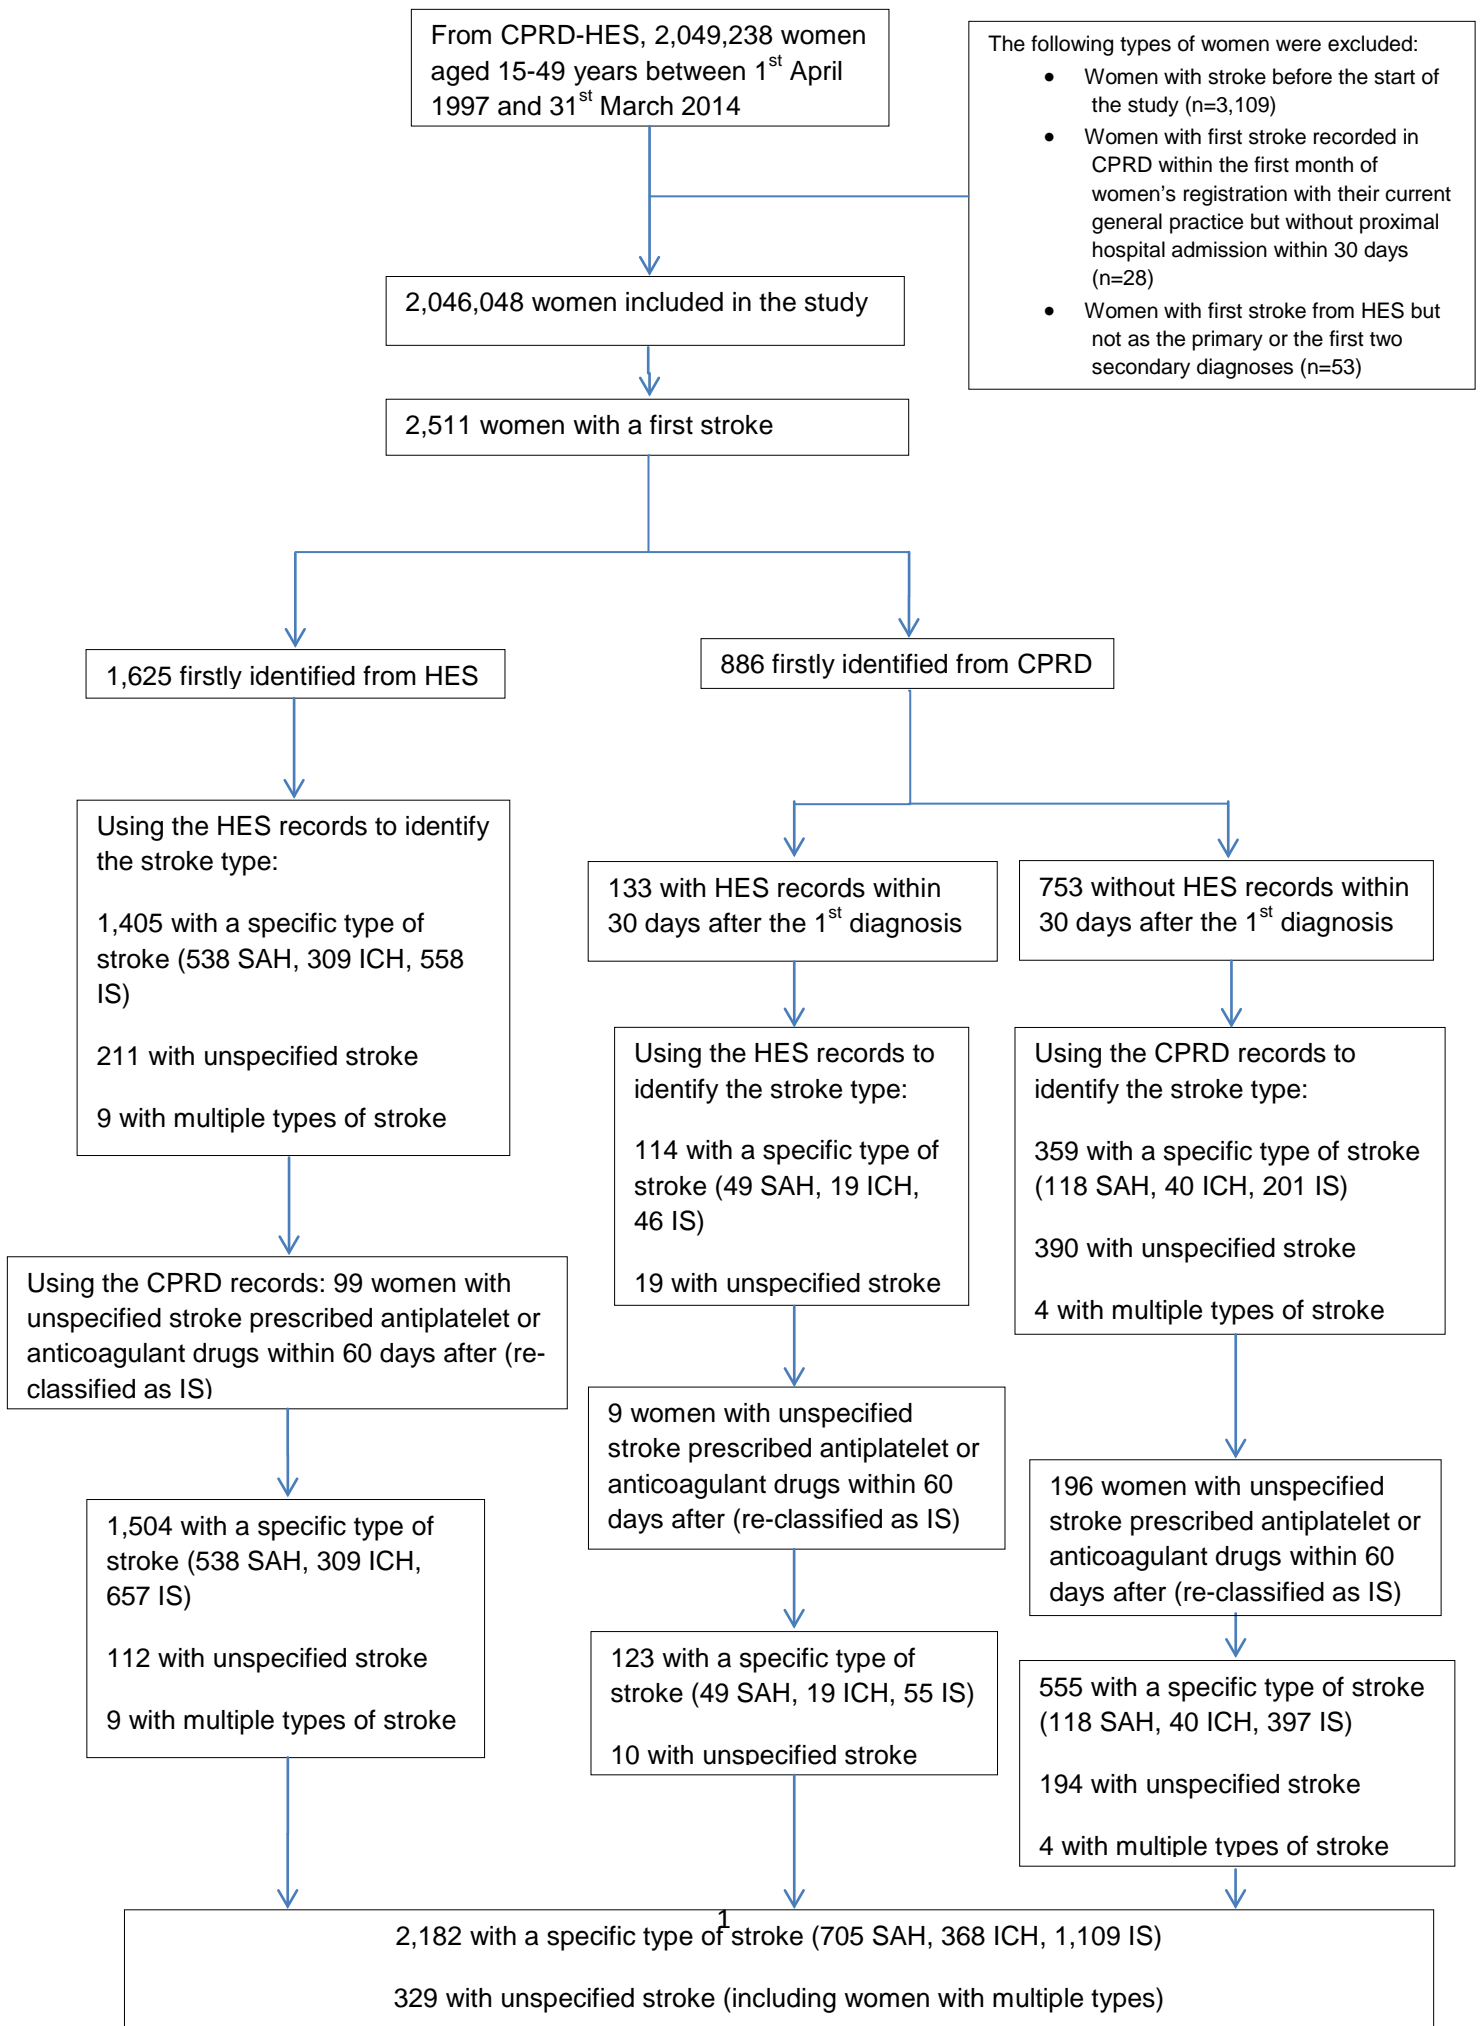 From CPRD-HES, 2,049,238 women
aged 15-49 years between 1st April
1997 and 31st March 2014
The following types of women were excluded:
• Women with stroke before the start of
the study (n=3,109)
• Women with first stroke recorded in
CPRD within the first month of
women's registration with their current
general practice but without proximal
hospital admission within 30 days
(n=28)
• Women with first stroke from HES but
not as the primary or the first two
secondary diagnoses (n=53)
2,046,048 women included in the study
2,511 women with a first stroke
1,625 firstly identified from HES
886 firstly identified from CPRD
Using the HES records to identify
the stroke type:
1,405 with a specific type of
stroke (538 SAH, 309 ICH, 558
IS)
211 with unspecified stroke
9 with multiple types of stroke
133 with HES records within
30 days after the 1st diagnosis
753 without HES records within
30 days after the 1st diagnosis
Using the HES records to
identify the stroke type:
114 with a specific type of
stroke (49 SAH, 19 ICH,
46 IS)
19 with unspecified stroke
Using the CPRD records to
identify the stroke type:
359 with a specific type of stroke
(118 SAH, 40 ICH, 201 IS)
390 with unspecified stroke
4 with multiple types of stroke
Using the CPRD records: 99 women with
unspecified stroke prescribed antiplatelet or
anticoagulant drugs within 60 days after (re-
classified as IS)
9 women with unspecified
stroke prescribed antiplatelet or
anticoagulant drugs within 60
days after (re-classified as IS)
196 women with unspecified
stroke prescribed antiplatelet or
anticoagulant drugs within 60
days after (re-classified as IS)
1,504 with a specific type of
stroke (538 SAH, 309 ICH,
657 IS)
112 with unspecified stroke
9 with multiple types of stroke
123 with a specific type of
stroke (49 SAH, 19 ICH, 55 IS)
10 with unspecified stroke
555 with a specific type of stroke
(118 SAH, 40 ICH, 397 IS)
194 with unspecified stroke
4 with multiple types of stroke
1
2,182 with a specific type of stroke (705 SAH, 368 ICH, 1,109 IS)
329 with unspecified stroke (including women with multiple types)